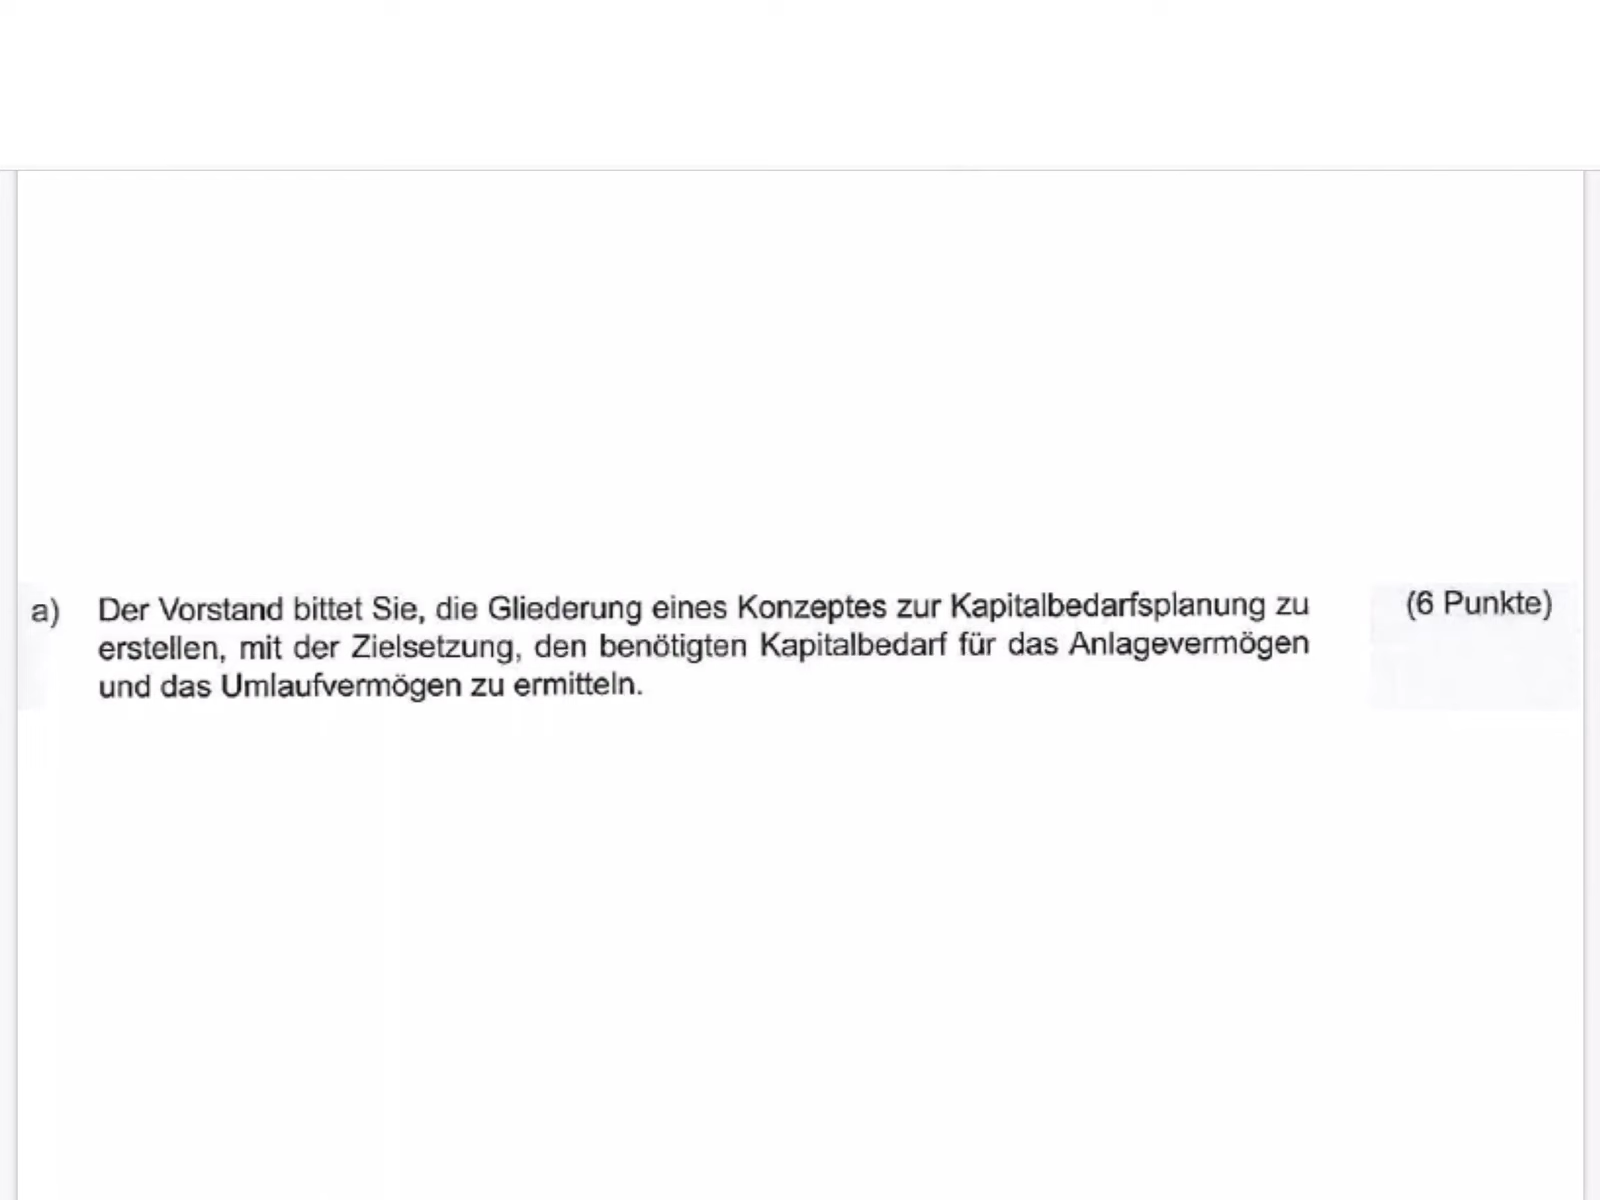 a) Der Vorstand bittet Sie, die Gliederung eines Konzeptes zur Kapitalbedarfsplanung zu (6 Punkte)
erstellen, mit der Zielsetzung, den benötigten Kapitalbedarf für das Anlagevermögen
und das Umlaufvermögen zu ermitteln.